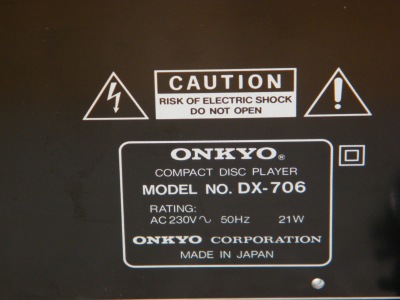 CAUTION
RISK OF ELECTRIC SHOCK
DO NOT OPEN
ONKYO®
COMPACT DISC PLAYER
MODEL NO. DX-706
RATING:
AC 230V∿ 50Hz 21W
ONKYO CORPORATION
MADE IN JAPAN